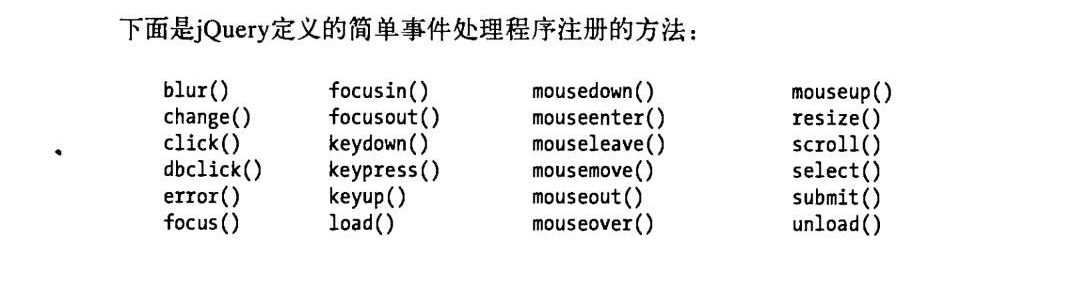 下面是jQuery定义的简单事件处理程序注册的方法：
blur() focusin() mousedown() mouseup()
change() focusout() mouseenter() resize()
click() keydown() mouseleave() scroll()
dbclick() keypress() mousemove() select()
error() keyup() mouseout() submit()
focus() load() mouseover() unload()